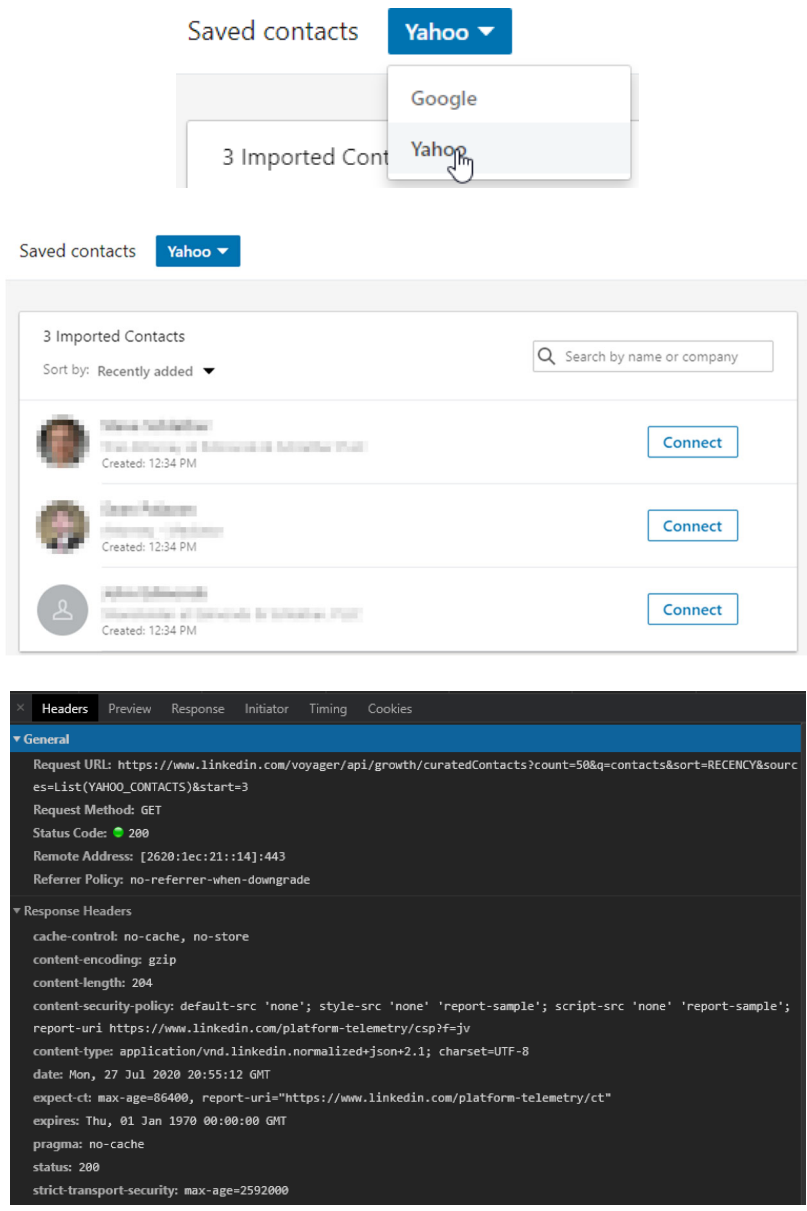 Saved contacts Yahoo
Google
3 Imported Cont Yahoo
Saved contacts Yahoo
3 Imported Contacts
Sort by: Recently added
Search by name or company
Created: 12:34 PM
Connect
Created: 12:34 PM
Connect
Created: 12:34 PM
Connect
× Headers Preview Response Initiator Timing Cookies
General
Request URL: https://www.linkedin.com/voyager/api/growth/curatedContacts?count=50&q=contacts&sort=RECENCY&sourc
es=List(YAHOO_CONTACTS)&start=3
Request Method: GET
Status Code: 200
Remote Address: [2620:1ec:21::14]:443
Referrer Policy: no-referrer-when-downgrade
Response Headers
cache-control: no-cache, no-store
content-encoding: gzip
content-length: 204
content-security-policy: default-src 'none'; style-src 'none' 'report-sample'; script-src 'none' 'report-sample';
report-uri https://www.linkedin.com/platform-telemetry/csp?f=jv
content-type: application/vnd.linkedin.normalized+json+2.1; charset=UTF-8
date: Mon, 27 Jul 2020 20:55:12 GMT
expect-ct: max-age=86400, report-uri="https://www.linkedin.com/platform-telemetry/ct"
expires: Thu, 01 Jan 1970 00:00:00 GMT
pragma: no-cache
status: 200
strict-transport-security: max-age=2592000